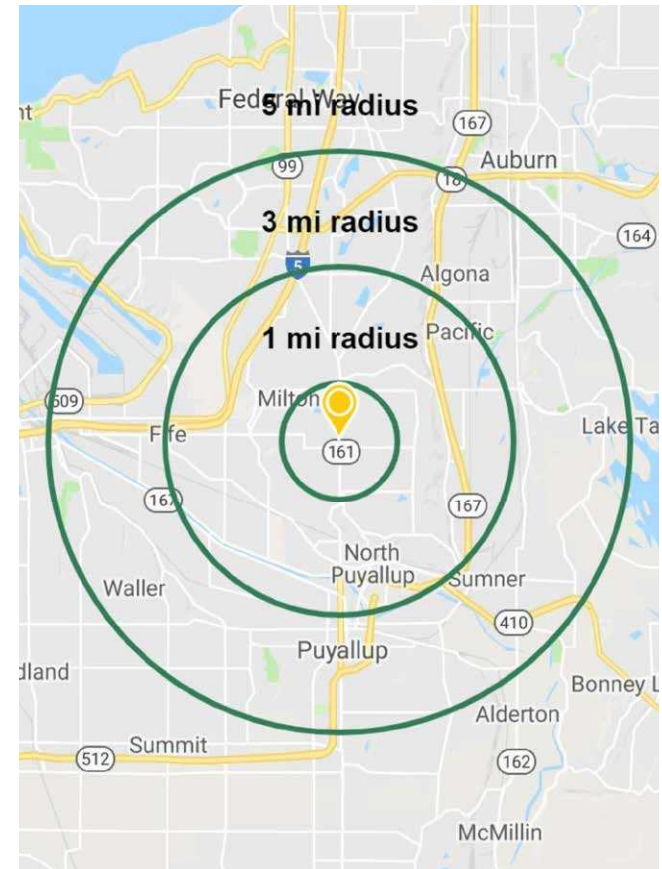 nt
Federal Way
5 mi radius
167
99
Auburn
18
3 mi radius
164
5
Algona
1 mi radius
Pacific
Milton
509
Fife
Lake Ta
161
167
167
North
Puyallup
Sumner
Waller
410
Puyallup
dland
Bonney L
Alderton
Summit
512
162
McMillin